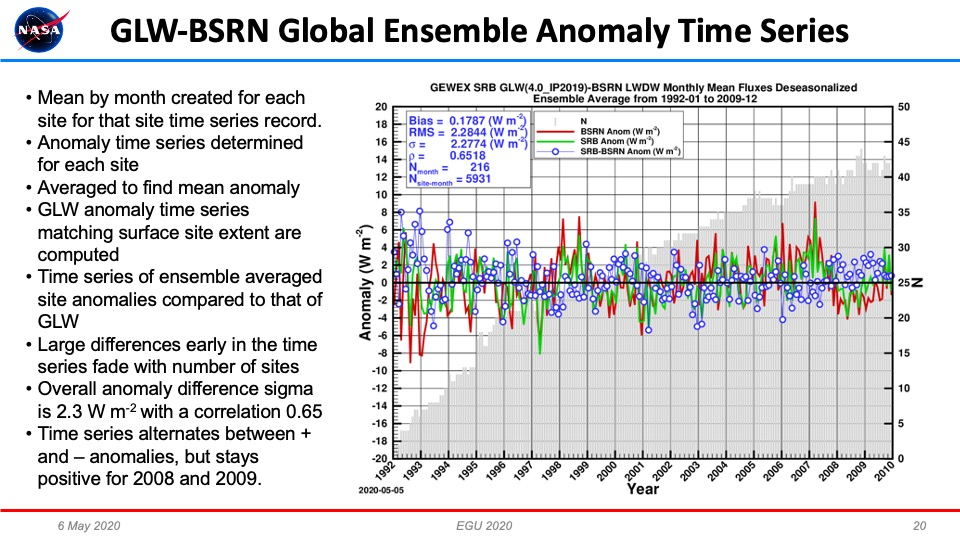 NASA
GLW-BSRN Global Ensemble Anomaly Time Series
• Mean by month created for each
site for that site time series record.
• Anomaly time series determined
for each site
• Averaged to find mean anomaly
• GLW anomaly time series
matching surface site extent are
computed
• Time series of ensemble averaged
site anomalies compared to that of
GLW
• Large differences early in the time
series fade with number of sites
• Overall anomaly difference sigma
is 2.3 W m-2 with a correlation 0.65
• Time series alternates between +
and – anomalies, but stays
positive for 2008 and 2009.
GEWEX SRB GLW(4.0_IP2019)-BSRN LWDW Monthly Mean Fluxes Deseasonalized
Ensemble Average from 1992-01 to 2009-12
Bias = 0.1787 (W m-2)
RMS = 2.2844 (W m-2)
σ = 2.2774 (W m-2)
ρ = 0.6518
Nmonth = 216
Nsite-month = 5931
N
BSRN Anom (W m-2)
SRB Anom (W m-2)
SRB-BSRN Anom (W m-2)
Anomaly (W m-2)
20
18
16
14
12
10
8
6
4
2
0
-2
-4
-6
-8
-10
-12
-14
-16
-18
-20
50
45
40
35
30
25
20
15
10
5
0
N
1992 1993 1994 1995 1996 1997 1998 1999 2000 2001 2002 2003 2004 2005 2006 2007 2008 2009 2010
Year
2020-05-05
6 May 2020
EGU 2020
20